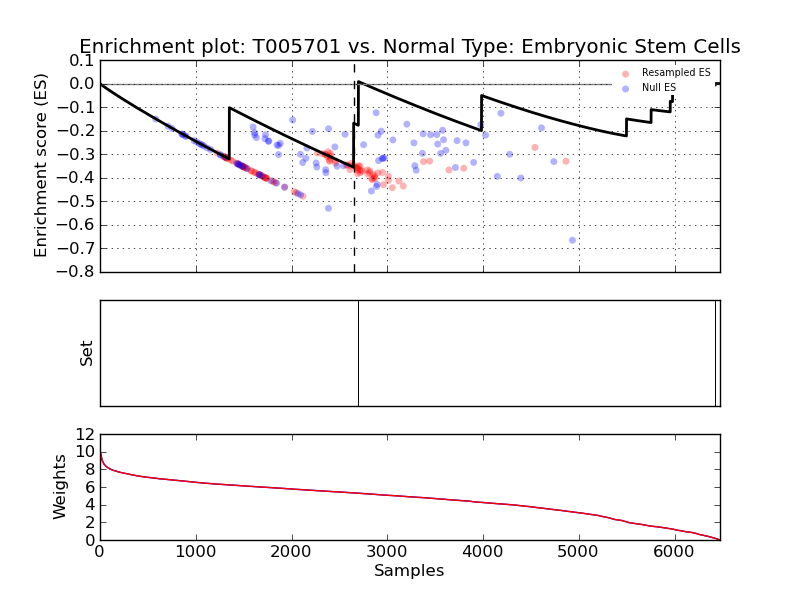 Enrichment plot: T005701 vs. Normal Type: Embryonic Stem Cells
Enrichment score (ES)
0.1
0.0
−0.1
−0.2
−0.3
−0.4
−0.5
−0.6
−0.7
−0.8
Resampled ES
Null ES
Set
Weights
12
10
8
6
4
2
0
0 1000 2000 3000 4000 5000 6000
Samples